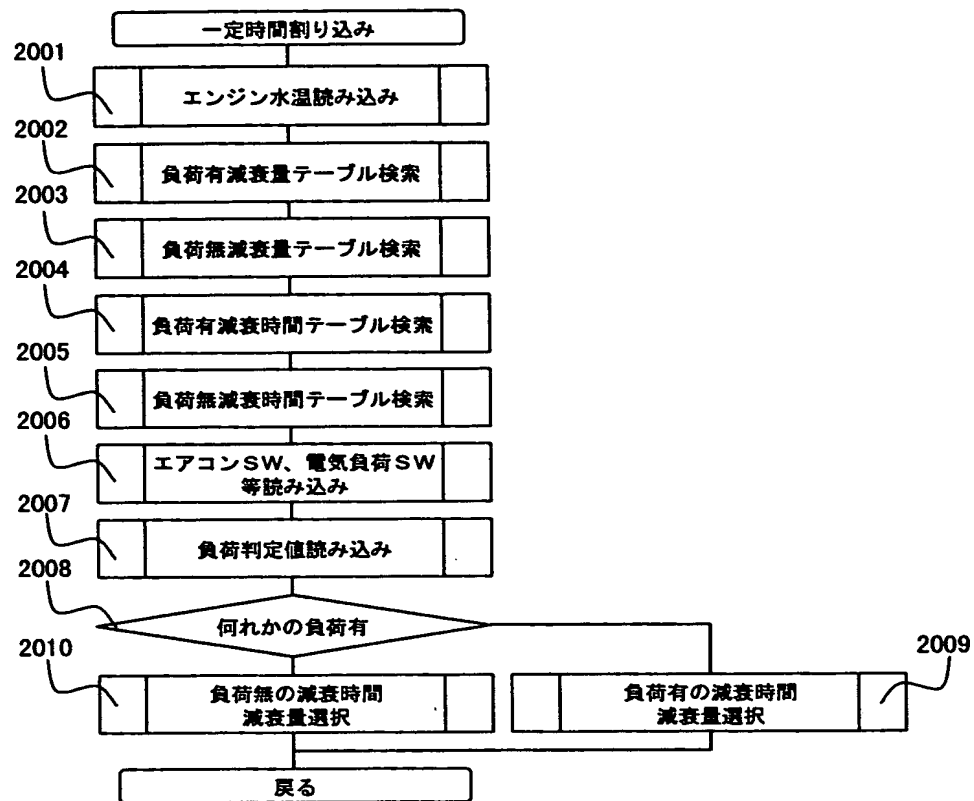 一定時間割り込み
2001
エンジン水温読み込み
2002
負荷有減衰量テーブル検索
2003
負荷無減衰量テーブル検索
2004
負荷有減衰時間テーブル検索
2005
負荷無減衰時間テーブル検索
2006
エアコンSW、電気負荷SW
等読み込み
2007
負荷判定値読み込み
2008
何れかの負荷有
2010
負荷無の減衰時間
減衰量選択
2009
負荷有の減衰時間
減衰量選択
戻る